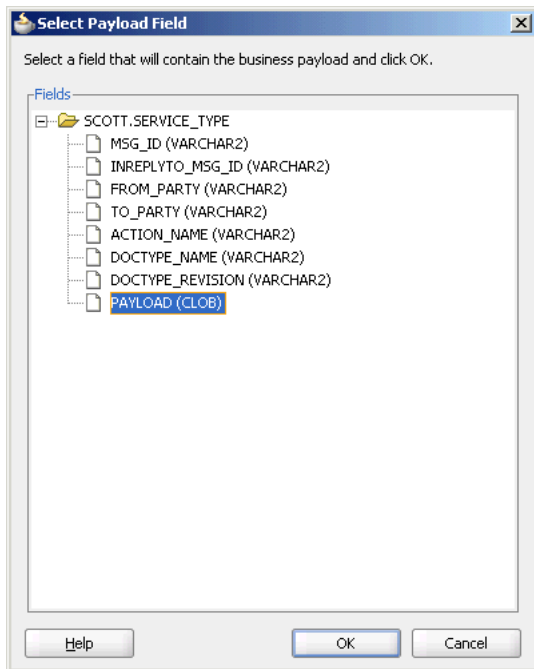 Select Payload Field
Select a field that will contain the business payload and click OK.
Fields
SCOTT.SERVICE_TYPE
MSG_ID (VARCHAR2)
INREPLYTO_MSG_ID (VARCHAR2)
FROM_PARTY (VARCHAR2)
TO_PARTY (VARCHAR2)
ACTION_NAME (VARCHAR2)
DOCTYPE_NAME (VARCHAR2)
DOCTYPE_REVISION (VARCHAR2)
PAYLOAD (CLOB)
Help OK Cancel